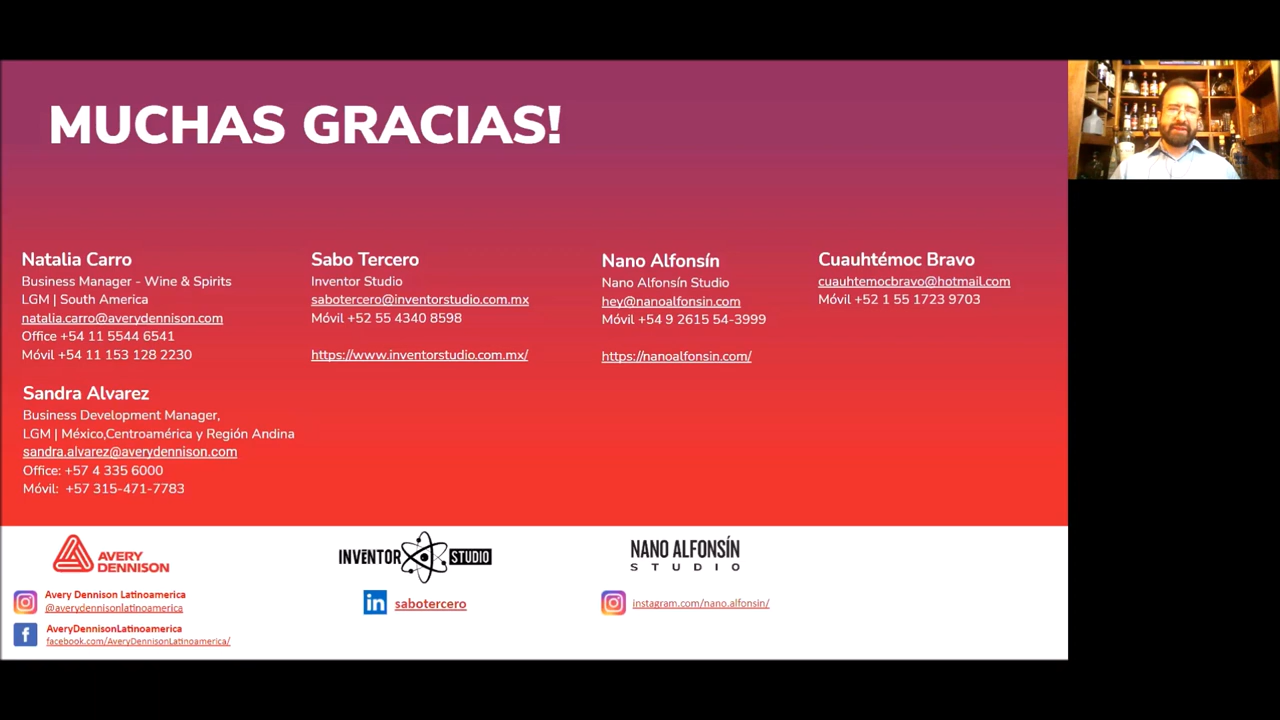 MUCHAS GRACIAS!
Natalia Carro
Business Manager - Wine & Spirits
LGM | South America
natalia.carro@averydennison.com
Office +54 11 5544 6541
Móvil +54 11 153 128 2230
Sandra Alvarez
Business Development Manager,
LGM | México,Centroamérica y Región Andina
sandra.alvarez@averydennison.com
Office: +57 4 335 6000
Móvil: +57 315-471-7783
Sabo Tercero
Inventor Studio
sabotercero@inventorstudio.com.mx
Móvil +52 55 4340 8598
https://www.inventorstudio.com.mx/
Nano Alfonsín
Nano Alfonsín Studio
hey@nanoalfonsin.com
Móvil +54 9 2615 54-3999
https://nanoalfonsin.com/
Cuauhtémoc Bravo
cuauhtemocbravo@hotmail.com
Móvil +52 1 55 1723 9703
AVERY
DENNISON
Avery Dennison Latinoamerica
@averydennisonlatinoamerica
AveryDennisonLatinoamerica
facebook.com/AveryDennisonLatinoamerica/
INVENTOR STUDIO
in sabotercero
NANO ALFONSÍN
STUDIO
instagram.com/nano.alfonsin/